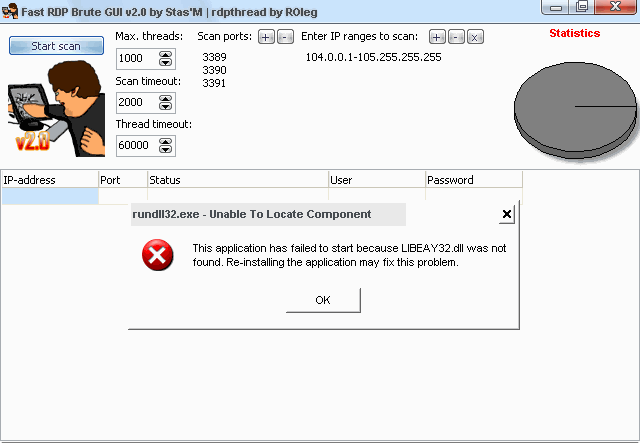 Fast RDP Brute GUI v2.0 by Stas'M | rdpthread by ROleg
Start scan
Max. threads:
1000
Scan timeout:
2000
Thread timeout:
60000
Scan ports:
+ -
3389
3390
3391
Enter IP ranges to scan:
+ - x
104.0.0.1-105.255.255.255
Statistics
v2.0
IP-address Port Status User Password
rundll32.exe - Unable To Locate Component
This application has failed to start because LIBEAY32.dll was not
found. Re-installing the application may fix this problem.
OK